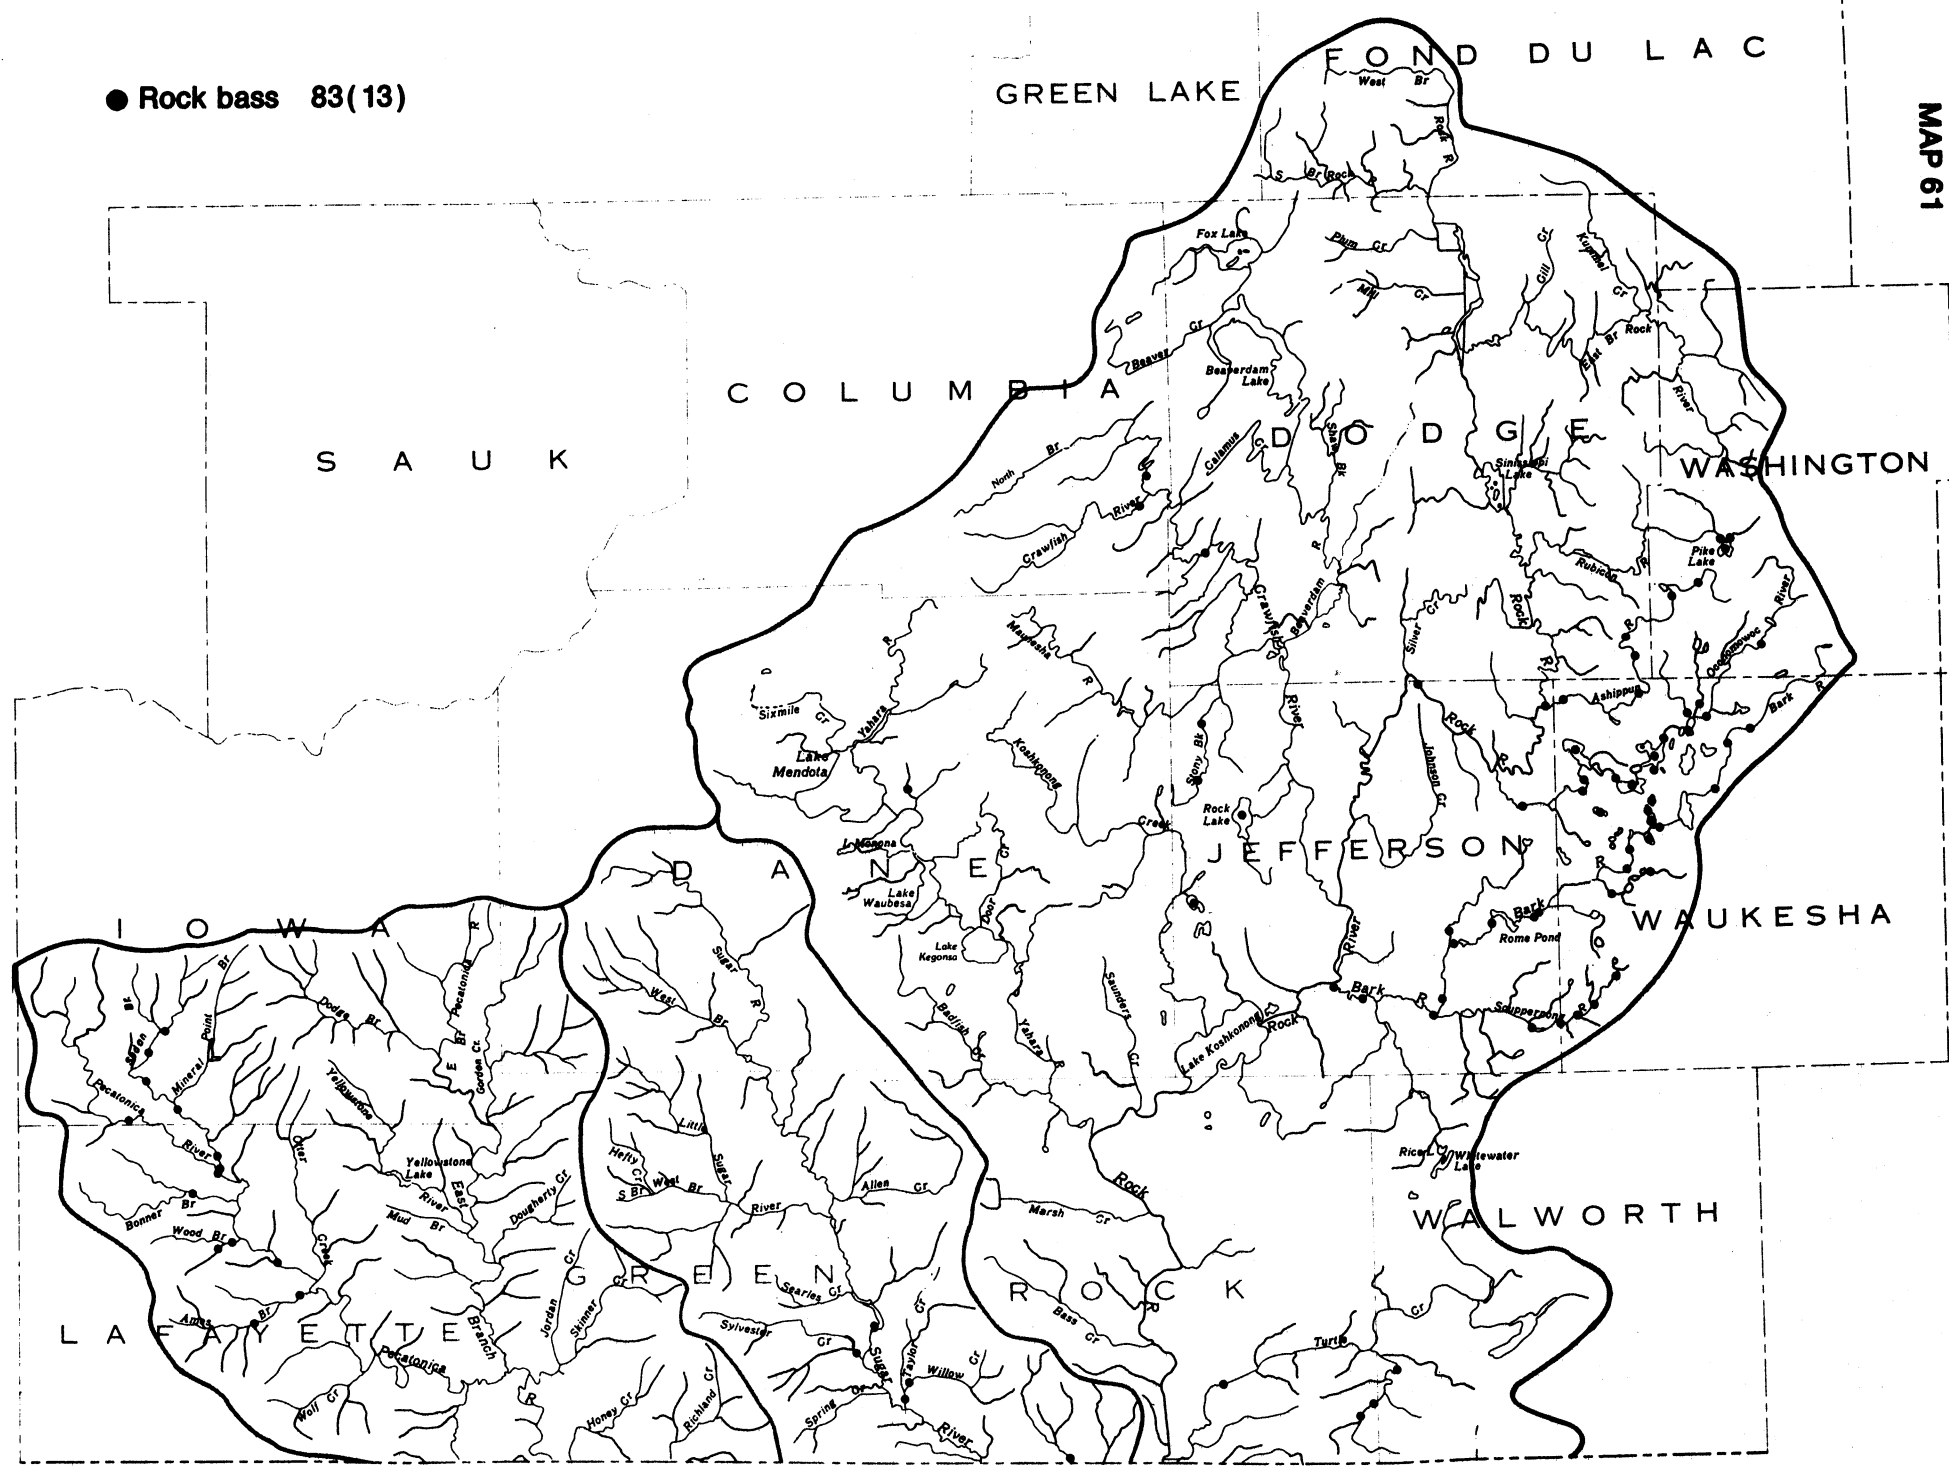 FOND DU LAC
GREEN LAKE
● Rock bass 83(13)
MAP 61
West Br
Rock R
S Br Rock R
Fox Lake
Plum Cr
Gill Cr
Kummel Cr
Mill Cr
East Br Rock River
Beaver Cr
Beaverdam Lake
COLUMBIA
SAUK
DODGE
WASHINGTON
North Br
Calamus Cr
Shaw Bk
Sinissippi Lake
Crawfish River
Pike Lake
Rubicon R
Crawfish
Beaverdam R
Silver Cr
Rock R
Maunesha R
Oconomowoc River
Ashippun R
Bark R
Sixmile Cr
Yahara R
Lake Mendota
Koshkonong Creek
Stony Bk
River
Johnson Cr
Rock R
Rock Lake
JEFFERSON
L Monona
DANE
Lake Waubesa
Door Cr
Lake Kegonsa
IOWA
WAUKESHA
Bark R
Rome Pond
River
Bark R
Scuppernong R
Sugar R
West Br
Pecatonica R
E Br
Gordon Cr
Dodge Br
Mineral Point Br
Sudan Br
Pecatonica River
Yellowstone
Badfish Cr
Yahara R
Saunders Cr
Lake Koshkonong
Rock
Otter Creek
Yellowstone Lake
River
East Branch
Mud Br
Dougherty Cr
Hefty Cr
Little Sugar River
S Br West Br
Allen Cr
Rice L
Whitewater Lake
Bonner Br
Wood Br
Rock R
Marsh Cr
WALWORTH
GREEN
ROCK
Searles Cr
Jordan Cr
Skinner Cr
Ames Br
LAFAYETTE
Sylvester Cr
Sugar River
Taylor Cr
Willow Cr
Bass Cr
Turtle Cr
Pecatonica R
Wolf Cr
Honey Cr
Richland Cr
Spring Cr